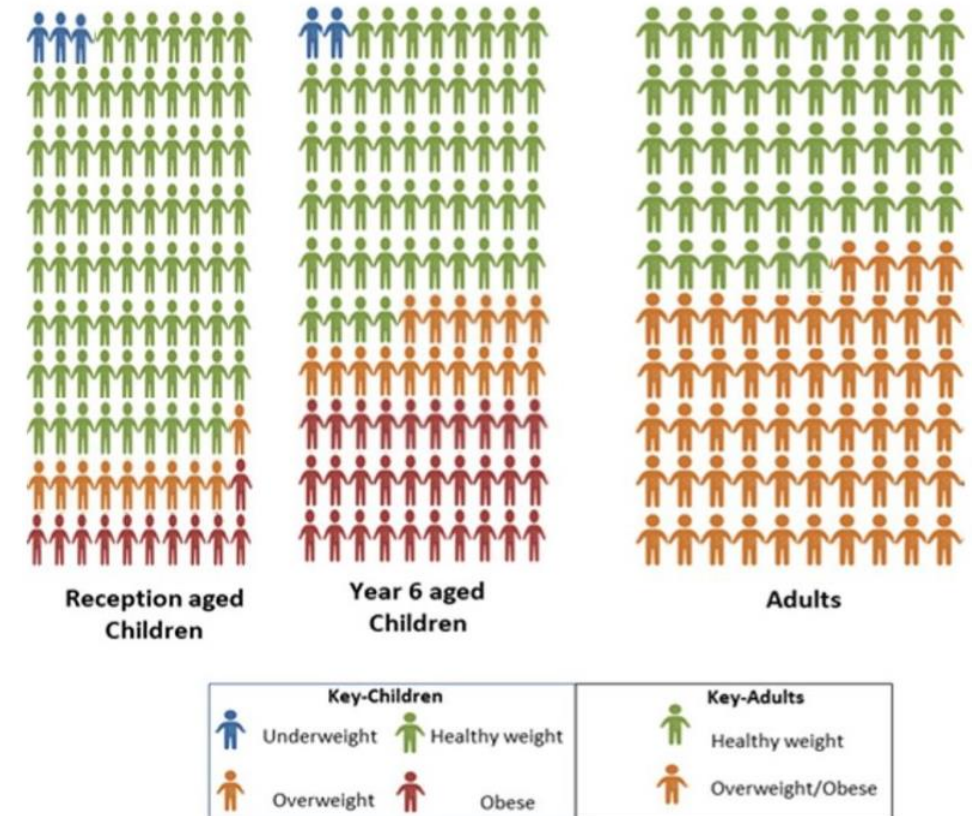 Reception aged
Children
Year 6 aged
Children
Adults
Key-Children
Underweight
Healthy weight
Overweight
Obese
Key-Adults
Healthy weight
Overweight/Obese